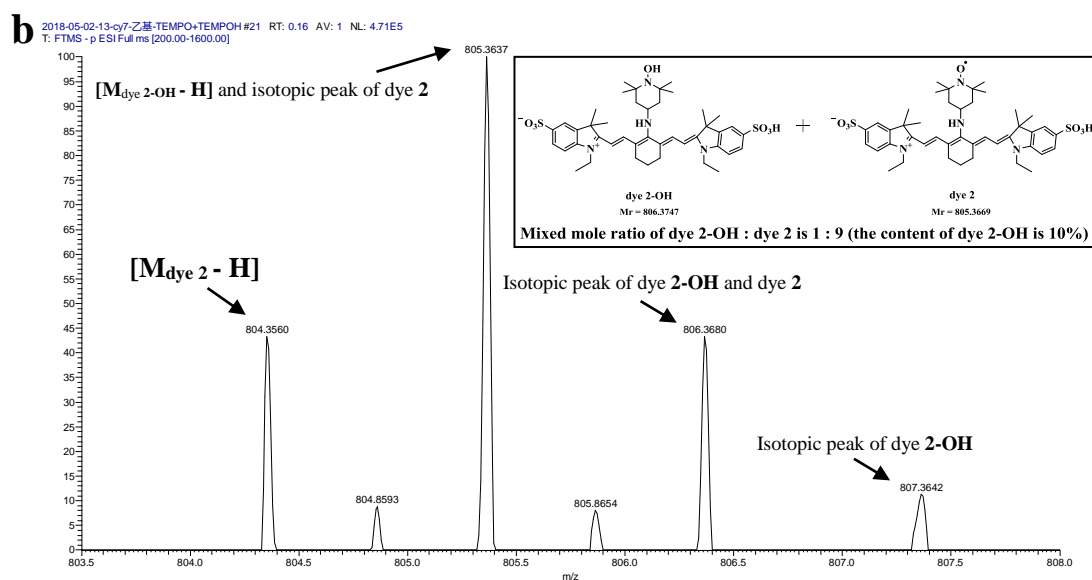 b
2018-05-02-13-cy7-乙基-TEMPO+TEMPOH #21 RT: 0.16 AV: 1 NL: 4.71E5
T: FTMS - p ESI Full ms [200.00-1600.00]
805.3637
[Mdye 2-OH - H] and isotopic peak of dye 2
OH
N
HN
⁻O₃S
SO₃H
N⁺
N
dye 2-OH
Mr = 806.3747
+
O•
N
HN
⁻O₃S
SO₃H
N⁺
N
dye 2
Mr = 805.3669
Mixed mole ratio of dye 2-OH : dye 2 is 1 : 9 (the content of dye 2-OH is 10%)
[Mdye 2 - H]
804.3560
Isotopic peak of dye 2-OH and dye 2
806.3680
Isotopic peak of dye 2-OH
807.3642
804.8593
805.8654
100
95
90
85
80
75
70
65
60
55
50
45
40
35
30
25
20
15
10
5
0
803.5 804.0 804.5 805.0 805.5 806.0 806.5 807.0 807.5 808.0
m/z